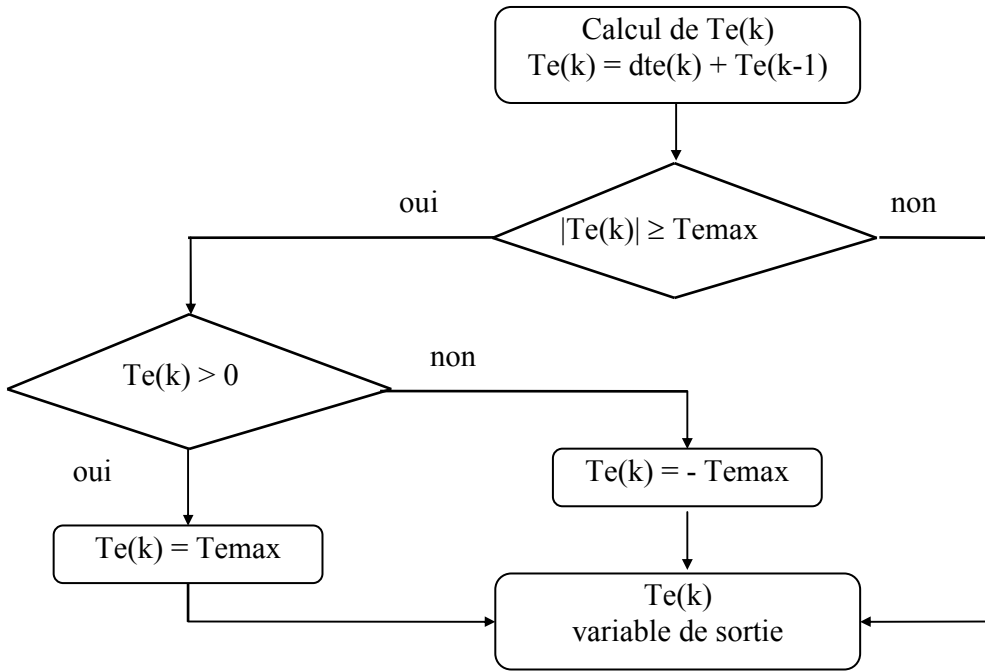 Calcul de Te(k)
Te(k) = dte(k) + Te(k-1)
oui
non
|Te(k)| ≥ Temax
Te(k) > 0
non
oui
Te(k) = - Temax
Te(k) = Temax
Te(k)
variable de sortie